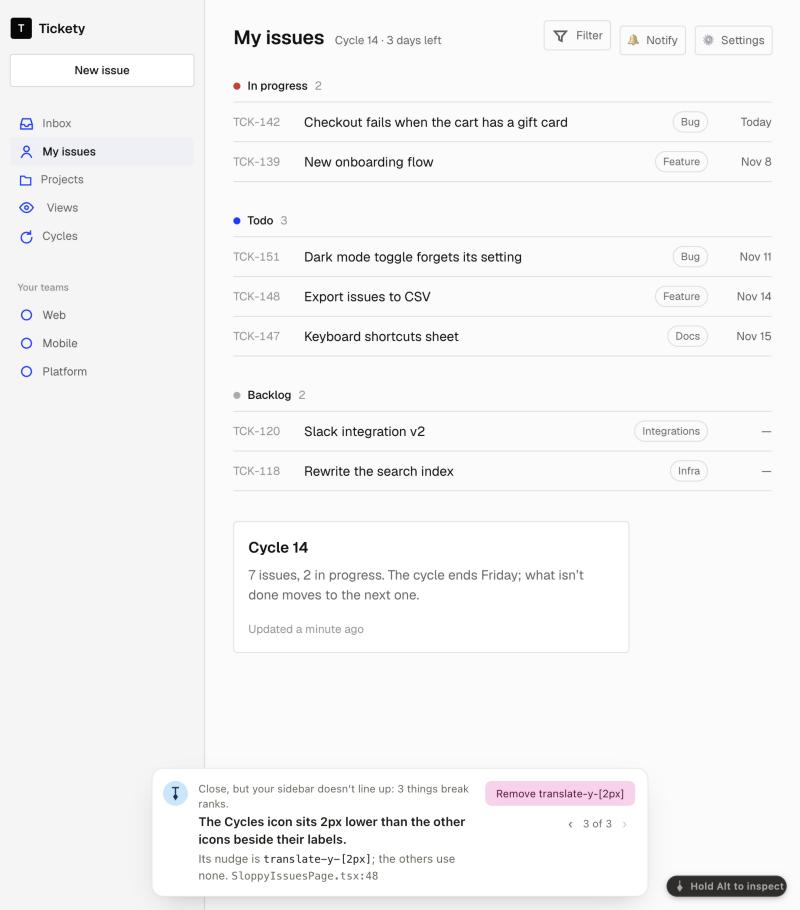 T Tickety
New issue
Inbox
My issues
Projects
Views
Cycles
Your teams
Web
Mobile
Platform
My issues Cycle 14 · 3 days left Filter Notify Settings
In progress 2
TCK-142 Checkout fails when the cart has a gift card Bug Today
TCK-139 New onboarding flow Feature Nov 8
Todo 3
TCK-151 Dark mode toggle forgets its setting Bug Nov 11
TCK-148 Export issues to CSV Feature Nov 14
TCK-147 Keyboard shortcuts sheet Docs Nov 15
Backlog 2
TCK-120 Slack integration v2 Integrations —
TCK-118 Rewrite the search index Infra —
Cycle 14
7 issues, 2 in progress. The cycle ends Friday; what isn’t
done moves to the next one.
Updated a minute ago
Close, but your sidebar doesn't line up: 3 things break
ranks.
The Cycles icon sits 2px lower than the other
icons beside their labels.
Its nudge is translate-y-[2px]; the others use
none. SloppyIssuesPage.tsx:48
Remove translate-y-[2px]
‹ 3 of 3 ›
Hold Alt to inspect